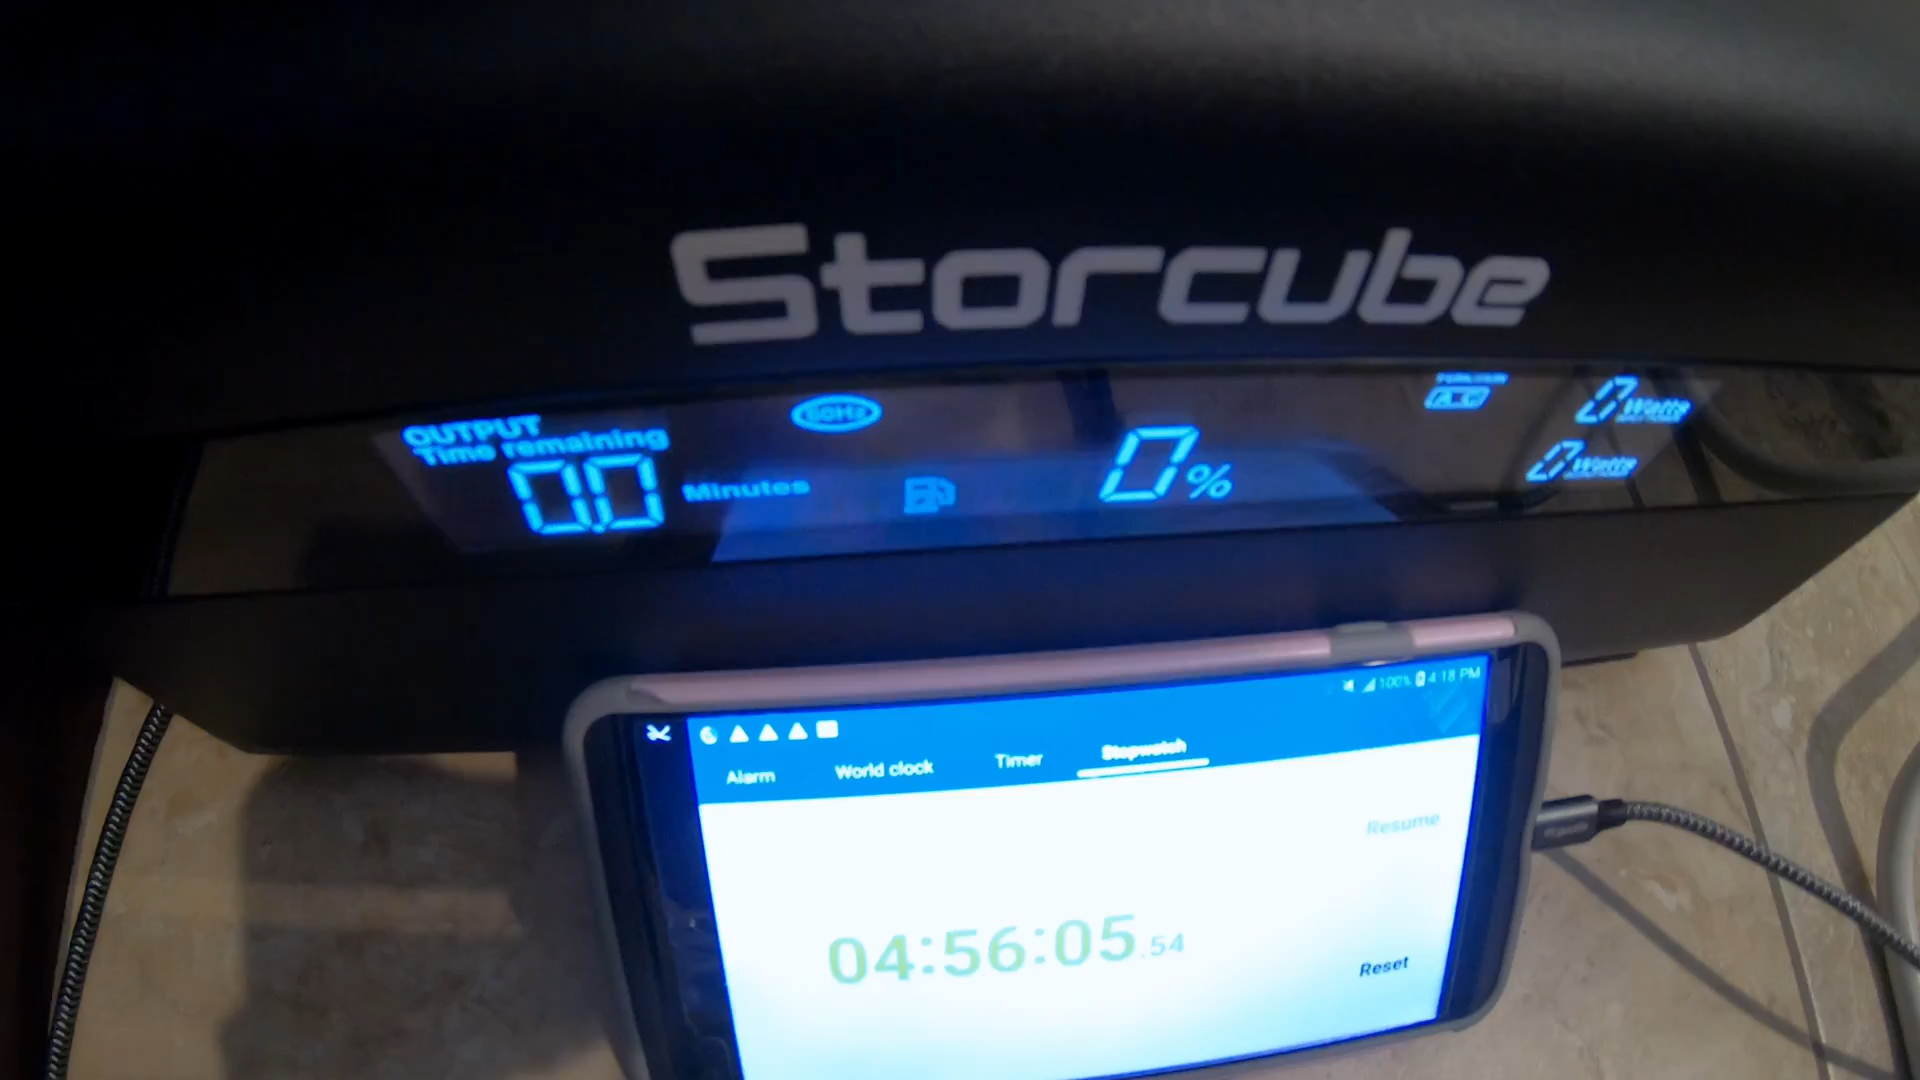 Storcube
OUTPUT
Time remaining
0.0 Minutes
60Hz
0%
AC
0 Watts
0 Watts
100% 4:18 PM
Alarm
World clock
Timer
Stopwatch
Resume
04:56:05.54
Reset